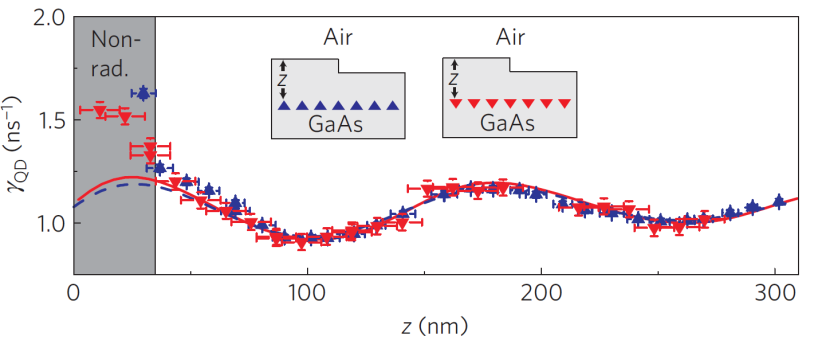 2.0
1.5
1.0
γQD (ns⁻¹)
Non-
rad.
Air
z
GaAs
Air
z
GaAs
0
100
200
300
z (nm)